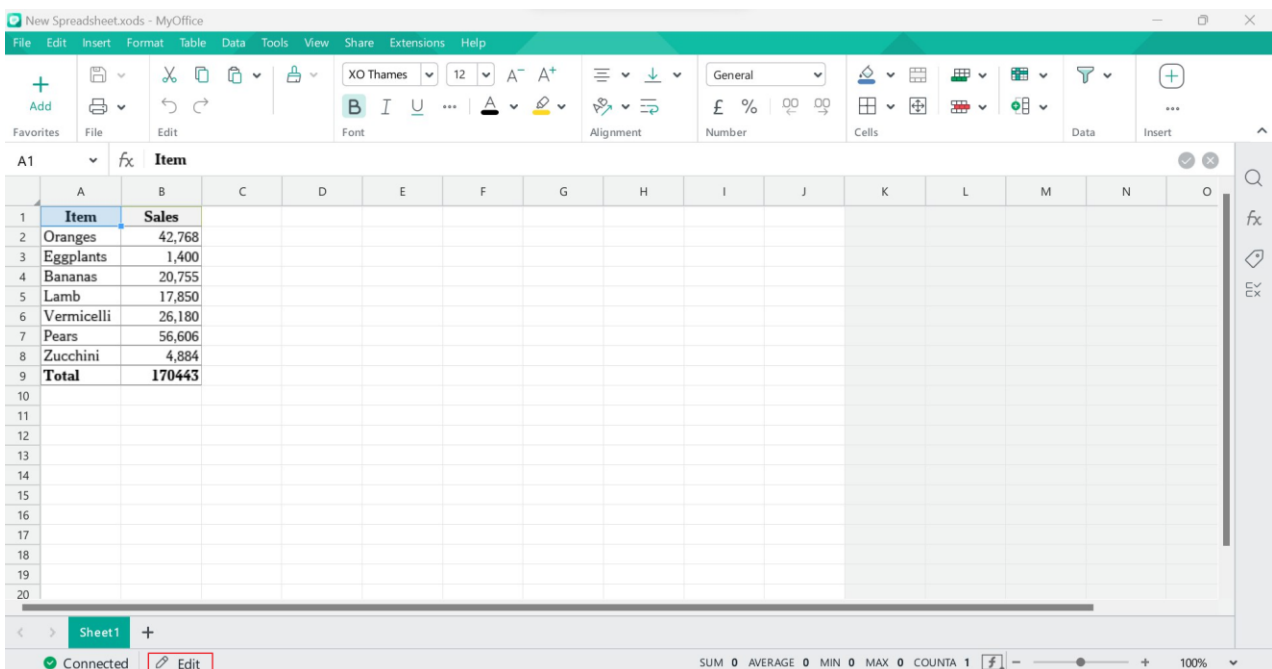 New Spreadsheet.xods - MyOffice
File Edit Insert Format Table Data Tools View Share Extensions Help
XO Thames 12 A⁻ A⁺ General
Add
B I U ... A £ % 00 00 ...
Favorites File Edit Font Alignment Number Cells Data Insert
A1 fx Item
A B C D E F G H I J K L M N O
1 Item Sales
2 Oranges 42,768
3 Eggplants 1,400
4 Bananas 20,755
5 Lamb 17,850
6 Vermicelli 26,180
7 Pears 56,606
8 Zucchini 4,884
9 Total 170443
10
11
12
13
14
15
16
17
18
19
20
fx
Sheet1 +
Connected Edit SUM 0 AVERAGE 0 MIN 0 MAX 0 COUNTA 1 f - + 100%